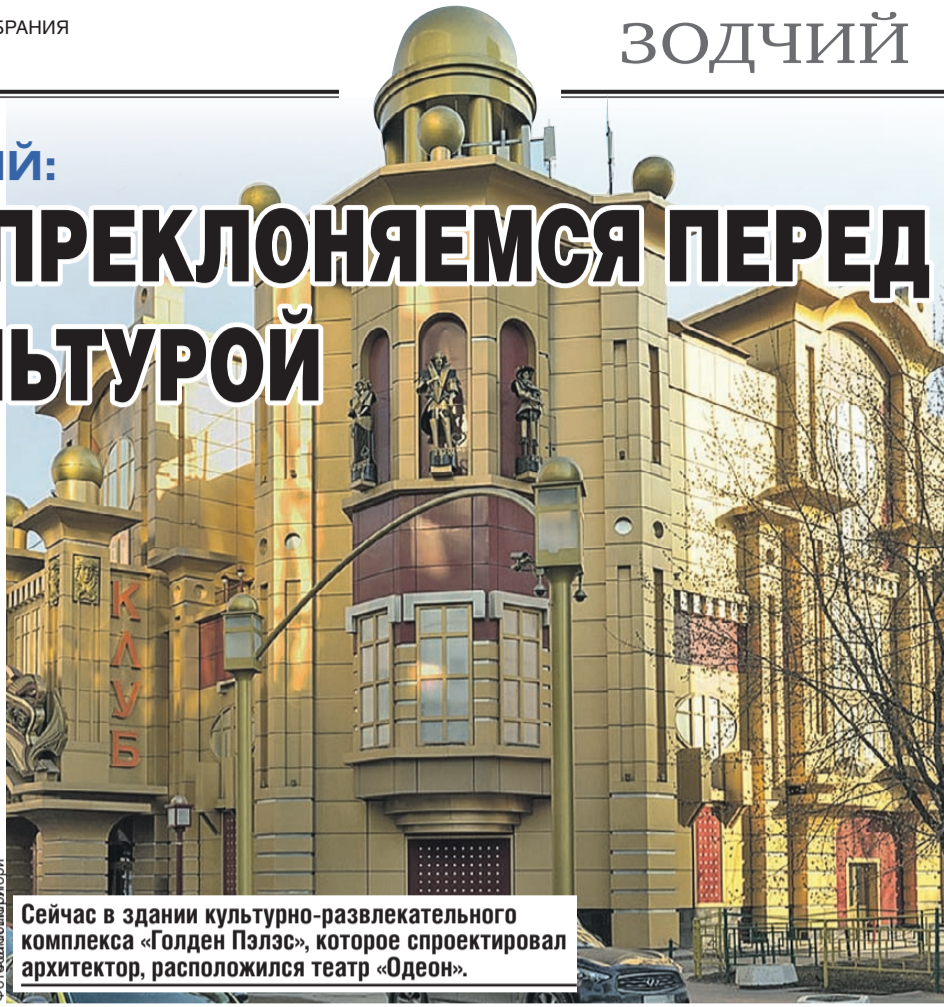 БРАНИЯ
ЗОДЧИЙ
ИЙ:
ПРЕКЛОНЯЕМСЯ ПЕРЕД
ЛЬТУРОЙ
КЛУБ
Сейчас в здании культурно-развлекательного
комплекса «Голден Пэлэс», которое спроектировал
архитектор, расположился театр «Одеон».